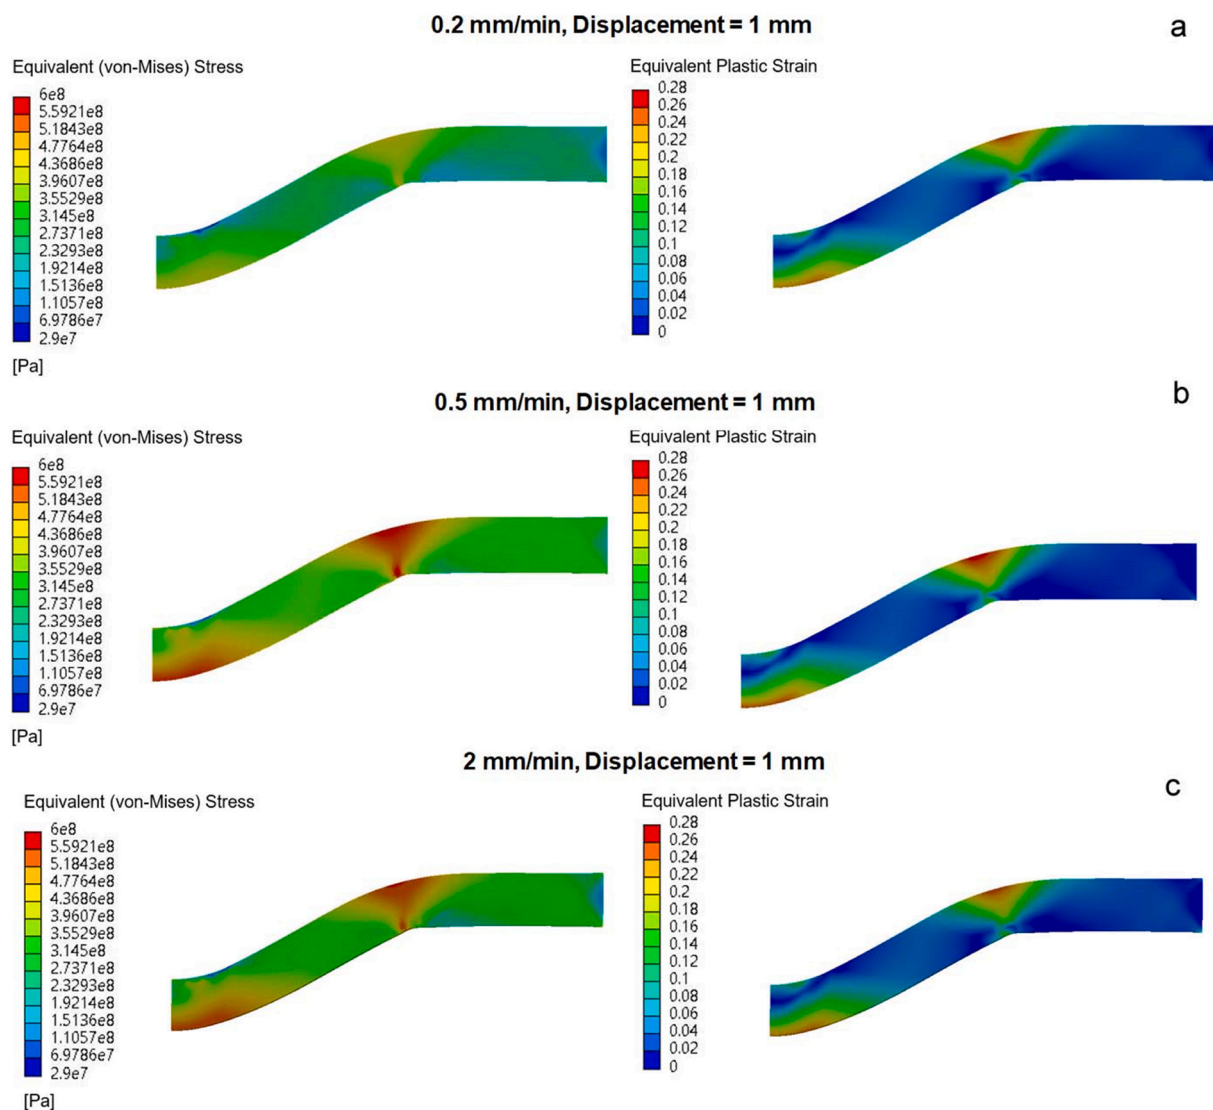 0.2 mm/min, Displacement = 1 mm
a
Equivalent (von-Mises) Stress
6e8
5.5921e8
5.1843e8
4.7764e8
4.3686e8
3.9607e8
3.5529e8
3.145e8
2.7371e8
2.3293e8
1.9214e8
1.5136e8
1.1057e8
6.9786e7
2.9e7
[Pa]
Equivalent Plastic Strain
0.28
0.26
0.24
0.22
0.2
0.18
0.16
0.14
0.12
0.1
0.08
0.06
0.04
0.02
0
0.5 mm/min, Displacement = 1 mm
b
Equivalent (von-Mises) Stress
6e8
5.5921e8
5.1843e8
4.7764e8
4.3686e8
3.9607e8
3.5529e8
3.145e8
2.7371e8
2.3293e8
1.9214e8
1.5136e8
1.1057e8
6.9786e7
2.9e7
[Pa]
Equivalent Plastic Strain
0.28
0.26
0.24
0.22
0.2
0.18
0.16
0.14
0.12
0.1
0.08
0.06
0.04
0.02
0
2 mm/min, Displacement = 1 mm
c
Equivalent (von-Mises) Stress
6e8
5.5921e8
5.1843e8
4.7764e8
4.3686e8
3.9607e8
3.5529e8
3.145e8
2.7371e8
2.3293e8
1.9214e8
1.5136e8
1.1057e8
6.9786e7
2.9e7
[Pa]
Equivalent Plastic Strain
0.28
0.26
0.24
0.22
0.2
0.18
0.16
0.14
0.12
0.1
0.08
0.06
0.04
0.02
0